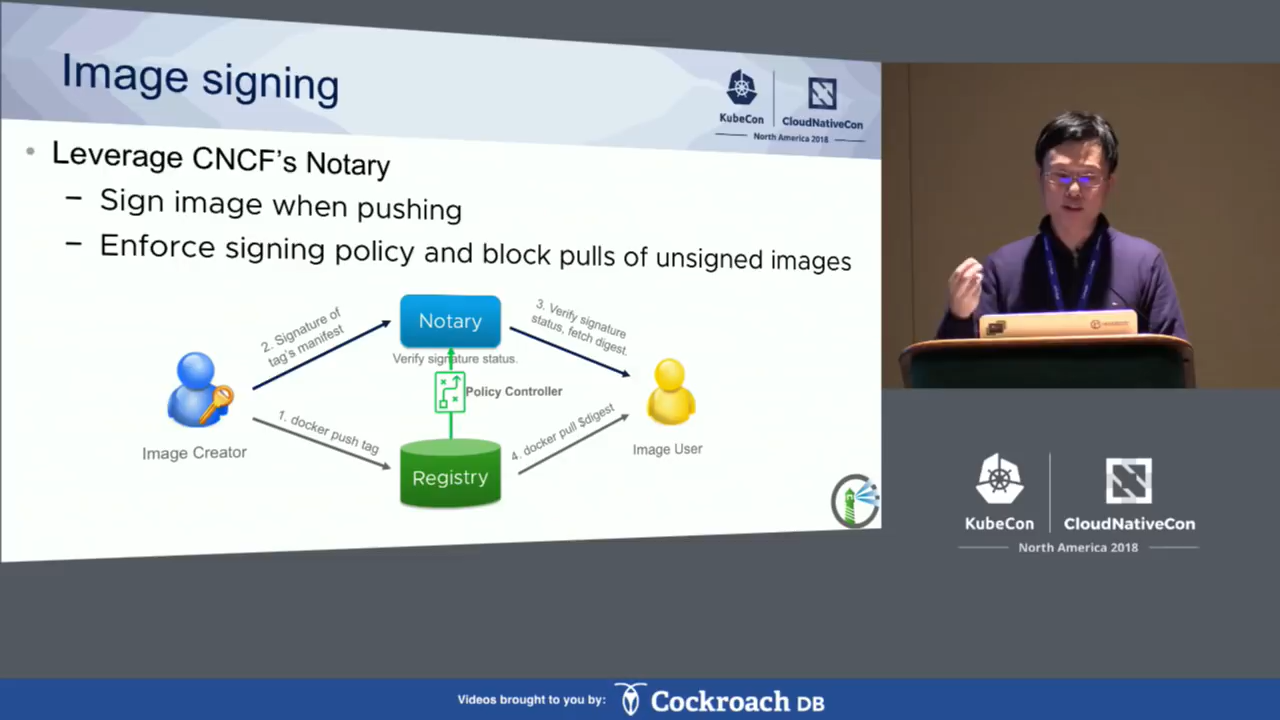 Image signing
KubeCon
CloudNativeCon
North America 2018
• Leverage CNCF's Notary
– Sign image when pushing
– Enforce signing policy and block pulls of unsigned images
2. Signature of
tag's manifest
Notary
3. Verify signature
status, fetch digest.
Verify signature status.
Policy Controller
1. docker push tag
4. docker pull $digest
Image Creator
Image User
Registry
KubeCon
CloudNativeCon
North America 2018
Videos brought to you by:
Cockroach DB